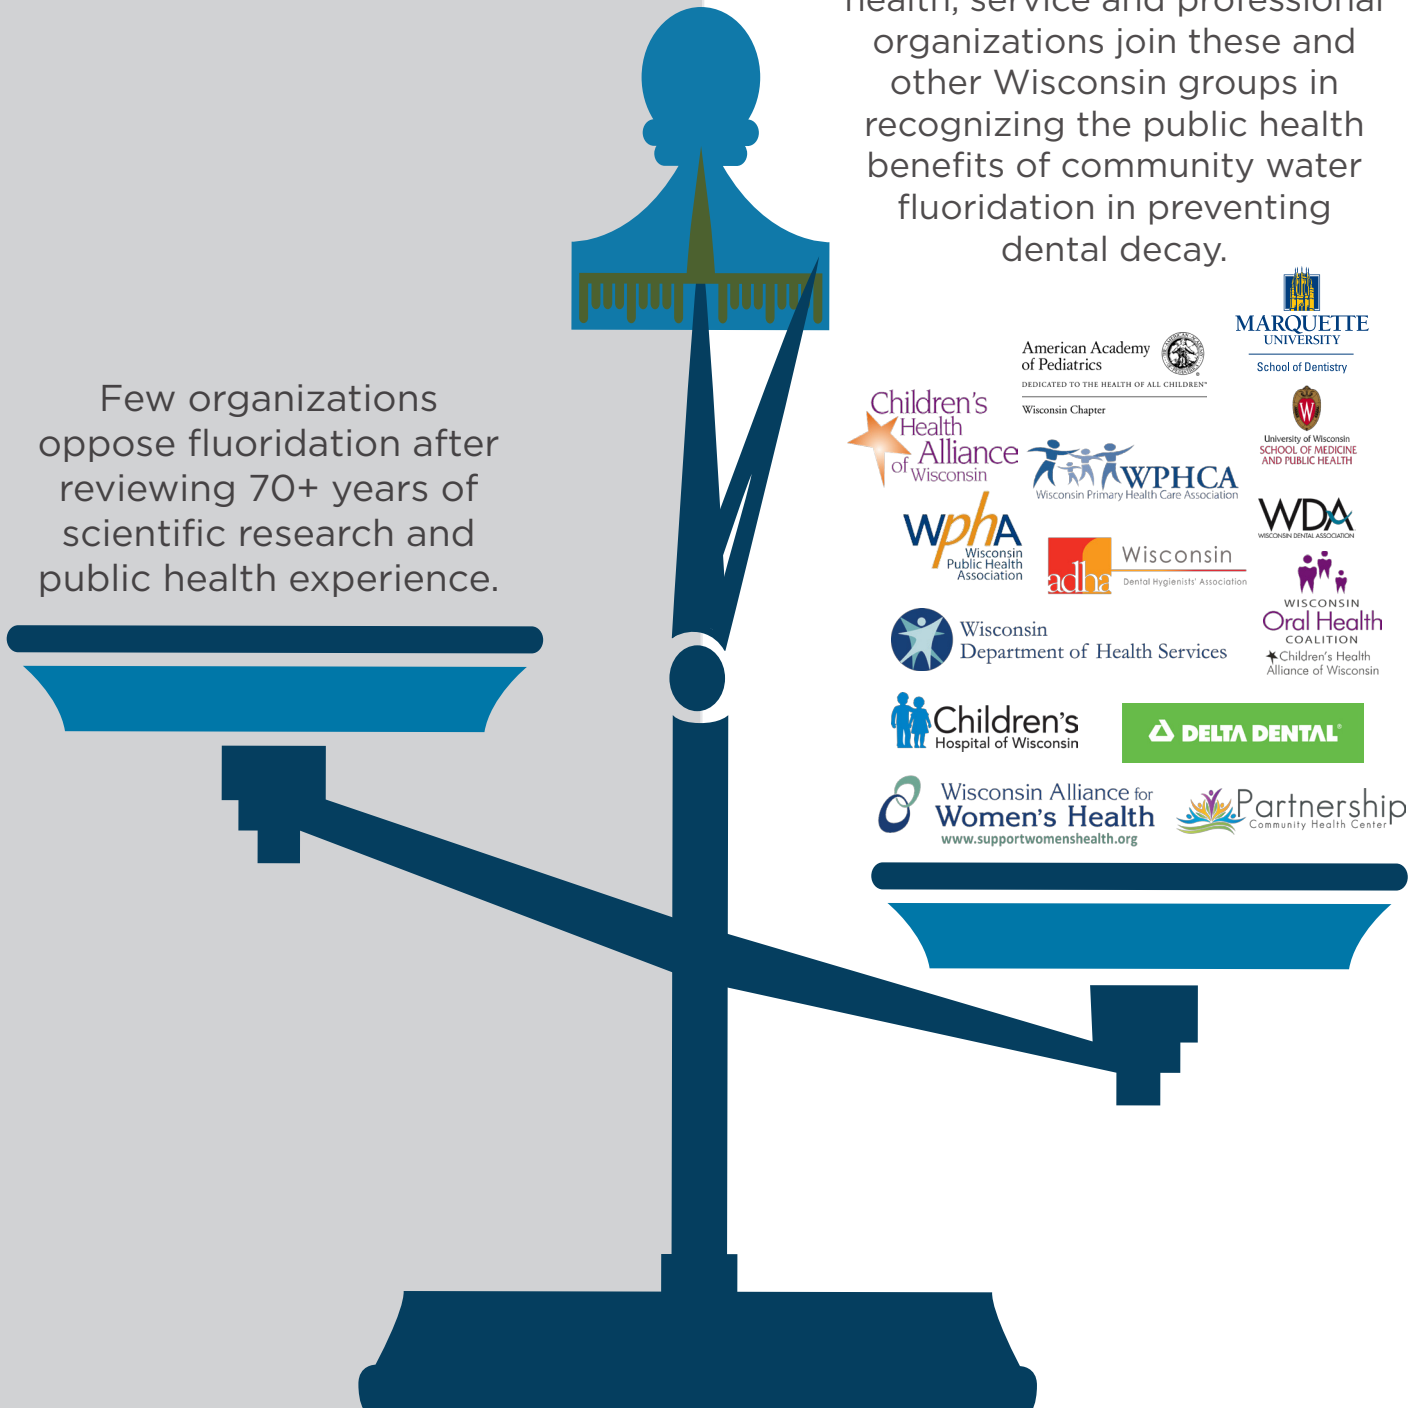 health, service and professional
organizations join these and
other Wisconsin groups in
recognizing the public health
benefits of community water
fluoridation in preventing
dental decay.
Few organizations
oppose fluoridation after
reviewing 70+ years of
scientific research and
public health experience.
MARQUETTE
UNIVERSITY
School of Dentistry
American Academy
of Pediatrics
DEDICATED TO THE HEALTH OF ALL CHILDREN™
Wisconsin Chapter
Children's
Health
Alliance
of Wisconsin
W
University of Wisconsin
SCHOOL OF MEDICINE
AND PUBLIC HEALTH
WPHCA
Wisconsin Primary Health Care Association
WphA
Wisconsin
Public Health
Association
WDA
WISCONSIN DENTAL ASSOCIATION
adha
Wisconsin
Dental Hygienists' Association
WISCONSIN
Oral Health
COALITION
Children's Health
Alliance of Wisconsin
Wisconsin
Department of Health Services
Children's
Hospital of Wisconsin
DELTA DENTAL®
Wisconsin Alliance for
Women's Health
www.supportwomenshealth.org
Partnership
Community Health Center